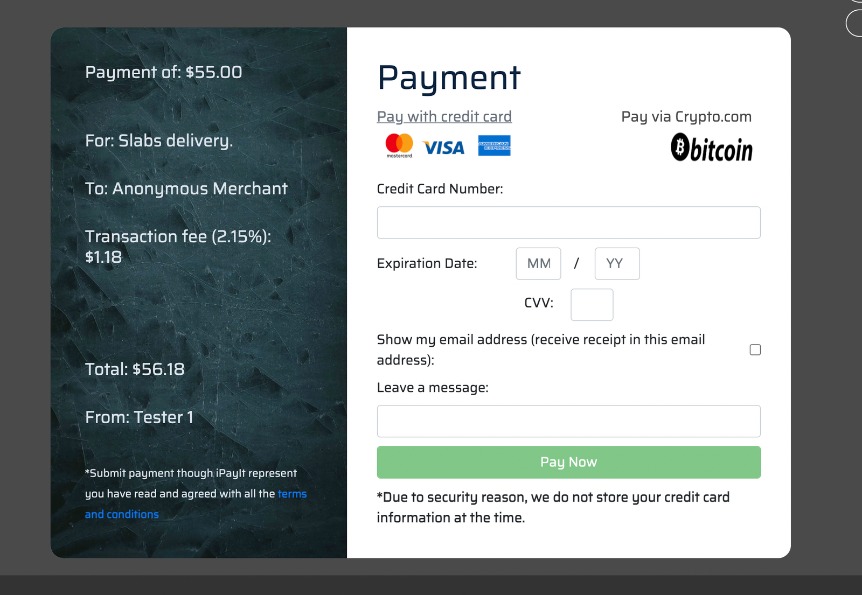 Payment of: $55.00
For: Slabs delivery.
To: Anonymous Merchant
Transaction fee (2.15%):
$1.18
Total: $56.18
From: Tester 1
*Submit payment though iPayIt represent
you have read and agreed with all the terms
and conditions
Payment
Pay with credit card
Pay via Crypto.com
mastercard
VISA
AMERICAN
EXPRESS
bitcoin
Credit Card Number:
Expiration Date:
MM
/
YY
CVV:
Show my email address (receive receipt in this email
address):
Leave a message:
Pay Now
*Due to security reason, we do not store your credit card
information at the time.